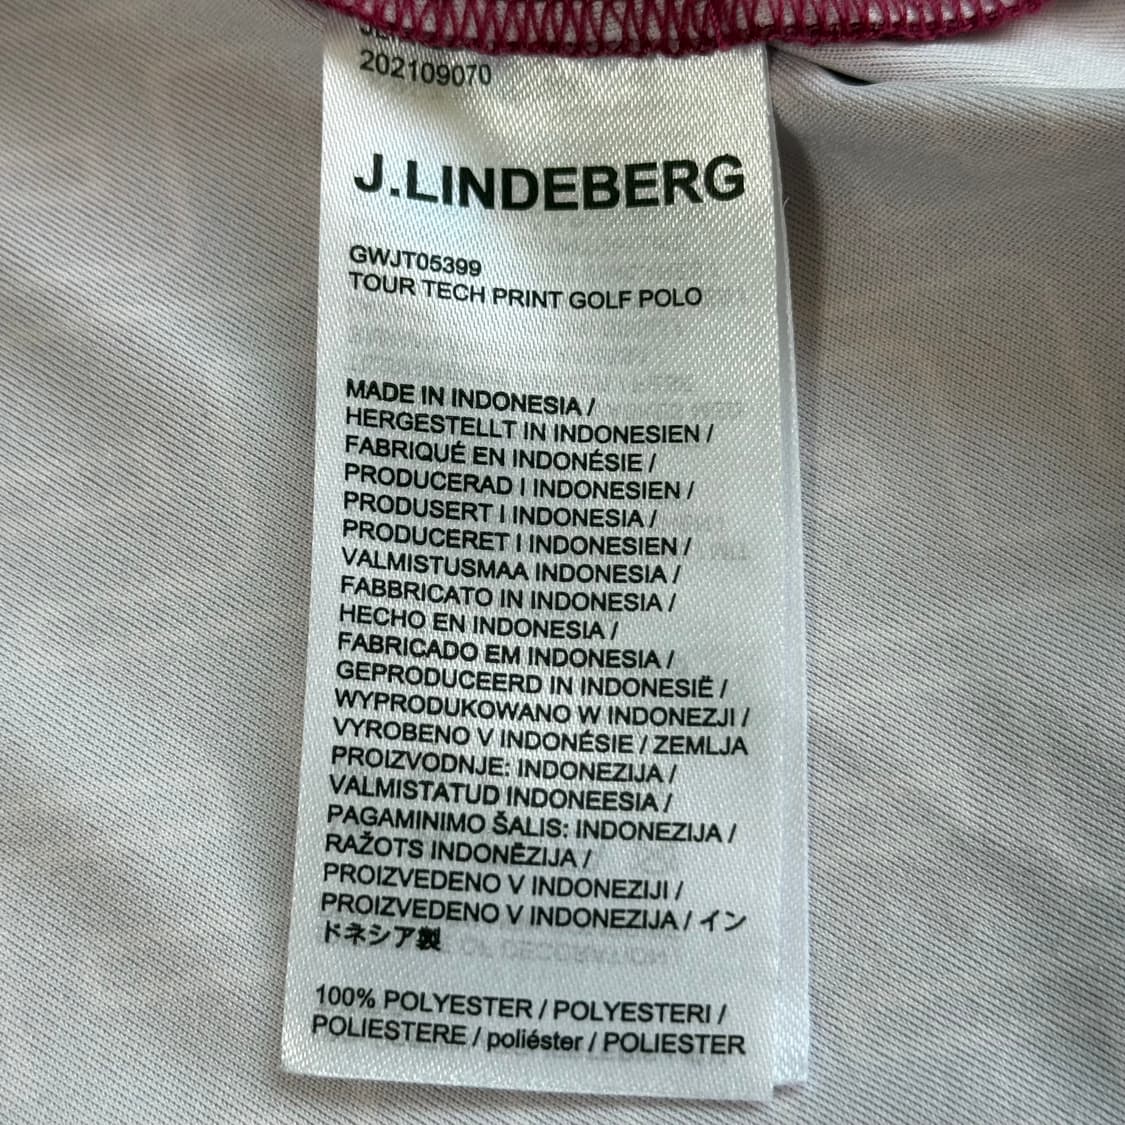 202109070
J.LINDEBERG
GWJT05399
TOUR TECH PRINT GOLF POLO
MADE IN INDONESIA /
HERGESTELLT IN INDONESIEN /
FABRIQUÉ EN INDONÉSIE /
PRODUCERAD I INDONESIEN /
PRODUSERT I INDONESIA /
PRODUCERET I INDONESIEN /
VALMISTUSMAA INDONESIA /
FABBRICATO IN INDONESIA /
HECHO EN INDONESIA /
FABRICADO EM INDONESIA /
GEPRODUCEERD IN INDONESIË /
WYPRODUKOWANO W INDONEZJI /
VYROBENO V INDONÉSIE / ZEMLJA
PROIZVODNJE: INDONEZIJA /
VALMISTATUD INDONEESIA /
PAGAMINIMO ŠALIS: INDONEZIJA /
RAŽOTS INDONĒZIJA /
PROIZVEDENO V INDONEZIJI /
PROIZVEDENO V INDONEZIJA / イン
ドネシア製
100% POLYESTER / POLYESTERI /
POLIESTERE / poliéster / POLIESTER